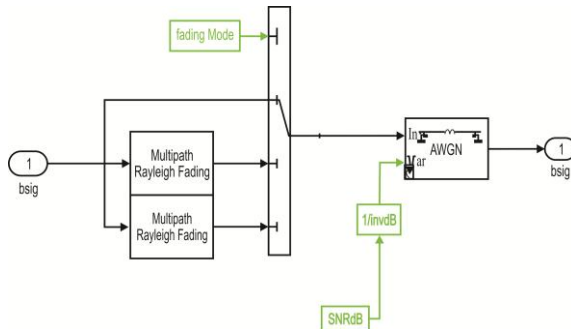 fading Mode
1
bsig
Multipath
Rayleigh Fading
Multipath
Rayleigh Fading
In
Var
AWGN
1
bsig
1/invdB
SNRdB